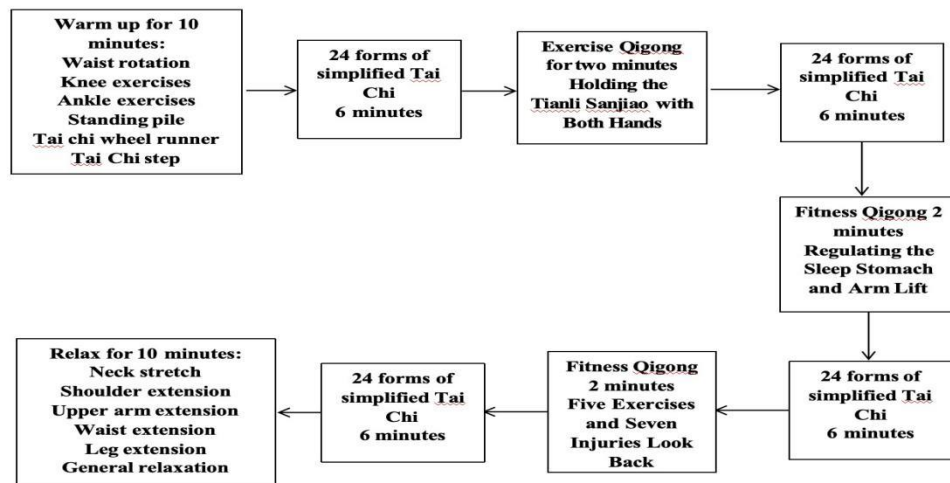 Warm up for 10
minutes:
Waist rotation
Knee exercises
Ankle exercises
Standing pile
Tai chi wheel runner
Tai Chi step
24 forms of
simplified Tai
Chi
6 minutes
Exercise Qigong
for two minutes
Holding the
Tianli Sanjiao with
Both Hands
24 forms of
simplified Tai
Chi
6 minutes
Fitness Qigong 2
minutes
Regulating the
Sleep Stomach
and Arm Lift
24 forms of
simplified Tai
Chi
6 minutes
Fitness Qigong
2 minutes
Five Exercises
and Seven
Injuries Look
Back
24 forms of
simplified Tai
Chi
6 minutes
Relax for 10 minutes:
Neck stretch
Shoulder extension
Upper arm extension
Waist extension
Leg extension
General relaxation